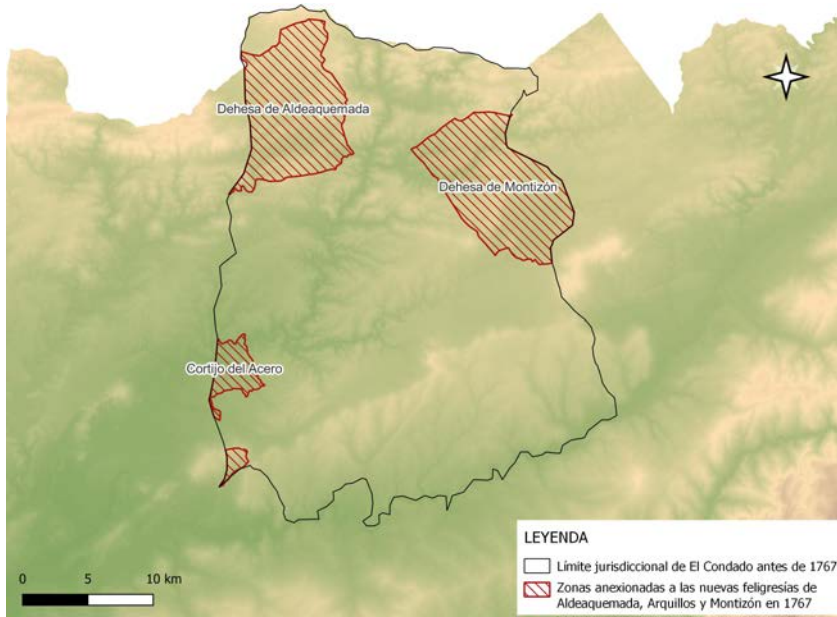 Dehesa de Aldeaquemada
Dehesa de Montizón
Cortijo del Acero
LEYENDA
Límite jurisdiccional de El Condado antes de 1767
Zonas anexionadas a las nuevas feligresías de
Aldeaquemada, Arquillos y Montizón en 1767
0 5 10 km